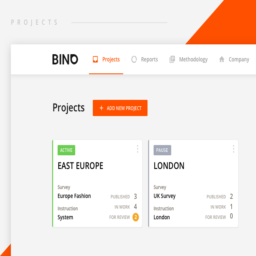 PROJECTS
BINO Projects Reports Methodology Company
Projects + ADD NEW PROJECT
ACTIVE PAUSE
EAST EUROPE LONDON
Survey Survey
Europe Fashion PUBLISHED 3 UK Survey PUBLISHED 2
IN WORK 4 IN WORK 1
Instruction Instruction
System FOR REVIEW 2 London FOR REVIEW 0